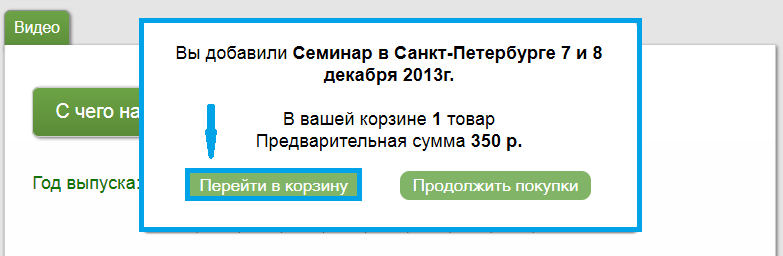 Видео
Вы добавили Семинар в Санкт-Петербурге 7 и 8
декабря 2013г.
С чего
В вашей корзине 1 товар
Предварительная сумма 350 р.
Год выпуска:
Перейти в корзину
Продолжить покупки